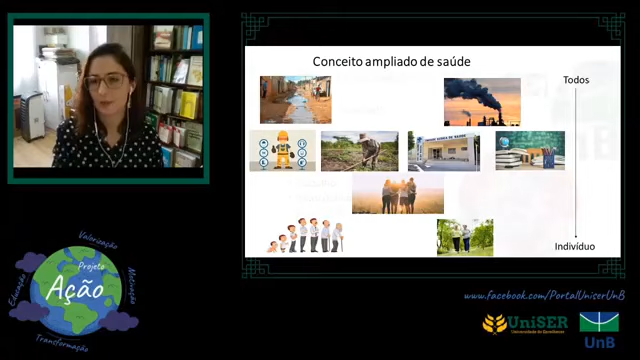 Conceito ampliado de saúde
Todos
Indivíduo
Valorização
Educação
Projeto
Ação
Motivação
Transformação
www.facebook.com/PortalUniserUnB
UniSER
UnB